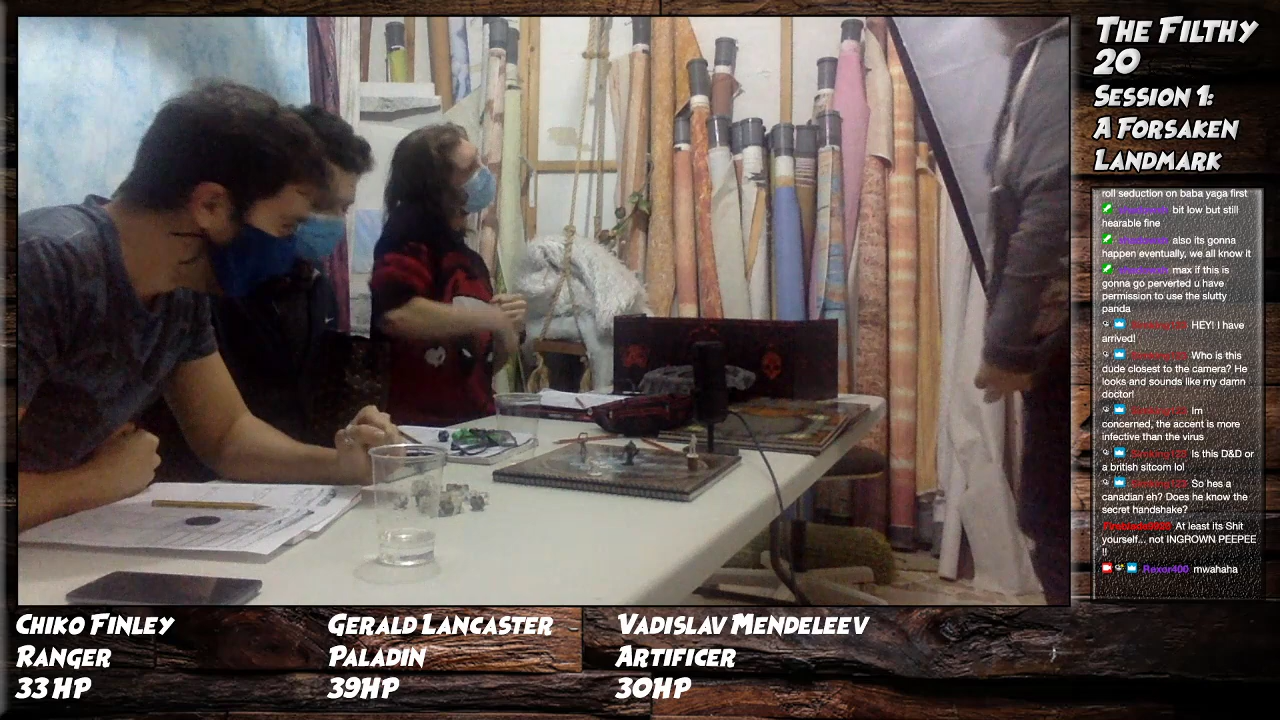 THE FILTHY
20
SESSION 1:
A FORSAKEN
LANDMARK
roll seduction on baba yaga first
bit low but still
hearable fine
also its gonna
happen eventually, we all know it
max if this is
gonna go perverted u have
permission to use the slutty
panda
HEY! I have
arrived!
Who is this
dude closest to the camera? He
looks and sounds like my damn
doctor!
Im
concerned, the accent is more
infective than the virus
Is this D&D or
a british sitcom lol
So hes a
canadian eh? Does he know the
secret handshake?
At least its Shit
yourself... not INGROWN PEEPEE
!!
Rexor400 mwahaha
CHIKO FINLEY
RANGER
33 HP
GERALD LANCASTER
PALADIN
39HP
VADISLAV MENDELEEV
ARTIFICER
30HP